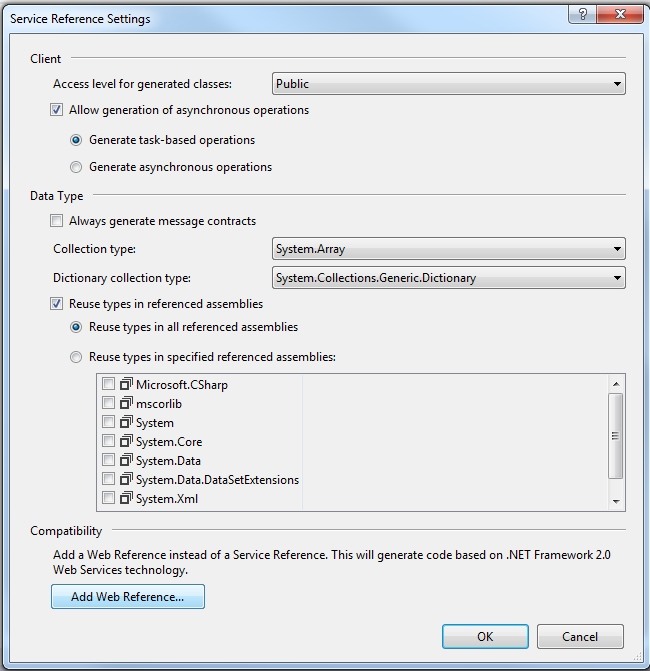 Service Reference Settings
Client
Access level for generated classes: Public
Allow generation of asynchronous operations
Generate task-based operations
Generate asynchronous operations
Data Type
Always generate message contracts
Collection type: System.Array
Dictionary collection type: System.Collections.Generic.Dictionary
Reuse types in referenced assemblies
Reuse types in all referenced assemblies
Reuse types in specified referenced assemblies:
Microsoft.CSharp
mscorlib
System
System.Core
System.Data
System.Data.DataSetExtensions
System.Xml
Compatibility
Add a Web Reference instead of a Service Reference. This will generate code based on .NET Framework 2.0
Web Services technology.
Add Web Reference...
OK Cancel